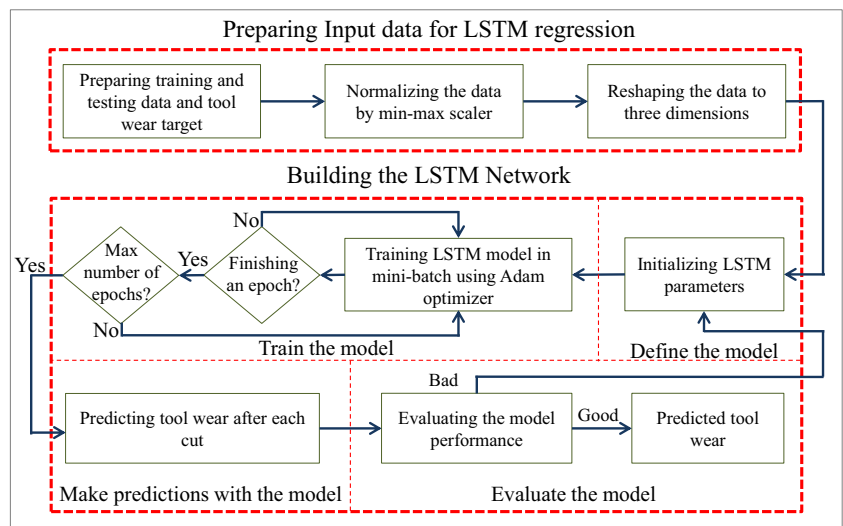 Preparing Input data for LSTM regression
Preparing training and
testing data and tool
wear target
Normalizing the data
by min-max scaler
Reshaping the data to
three dimensions
Building the LSTM Network
No
Yes
Max
number of
epochs?
Yes
Finishing
an epoch?
Training LSTM model in
mini-batch using Adam
optimizer
Initializing LSTM
parameters
No
Train the model
Define the model
Bad
Predicting tool wear after each
cut
Evaluating the model
performance
Good
Predicted tool
wear
Make predictions with the model
Evaluate the model